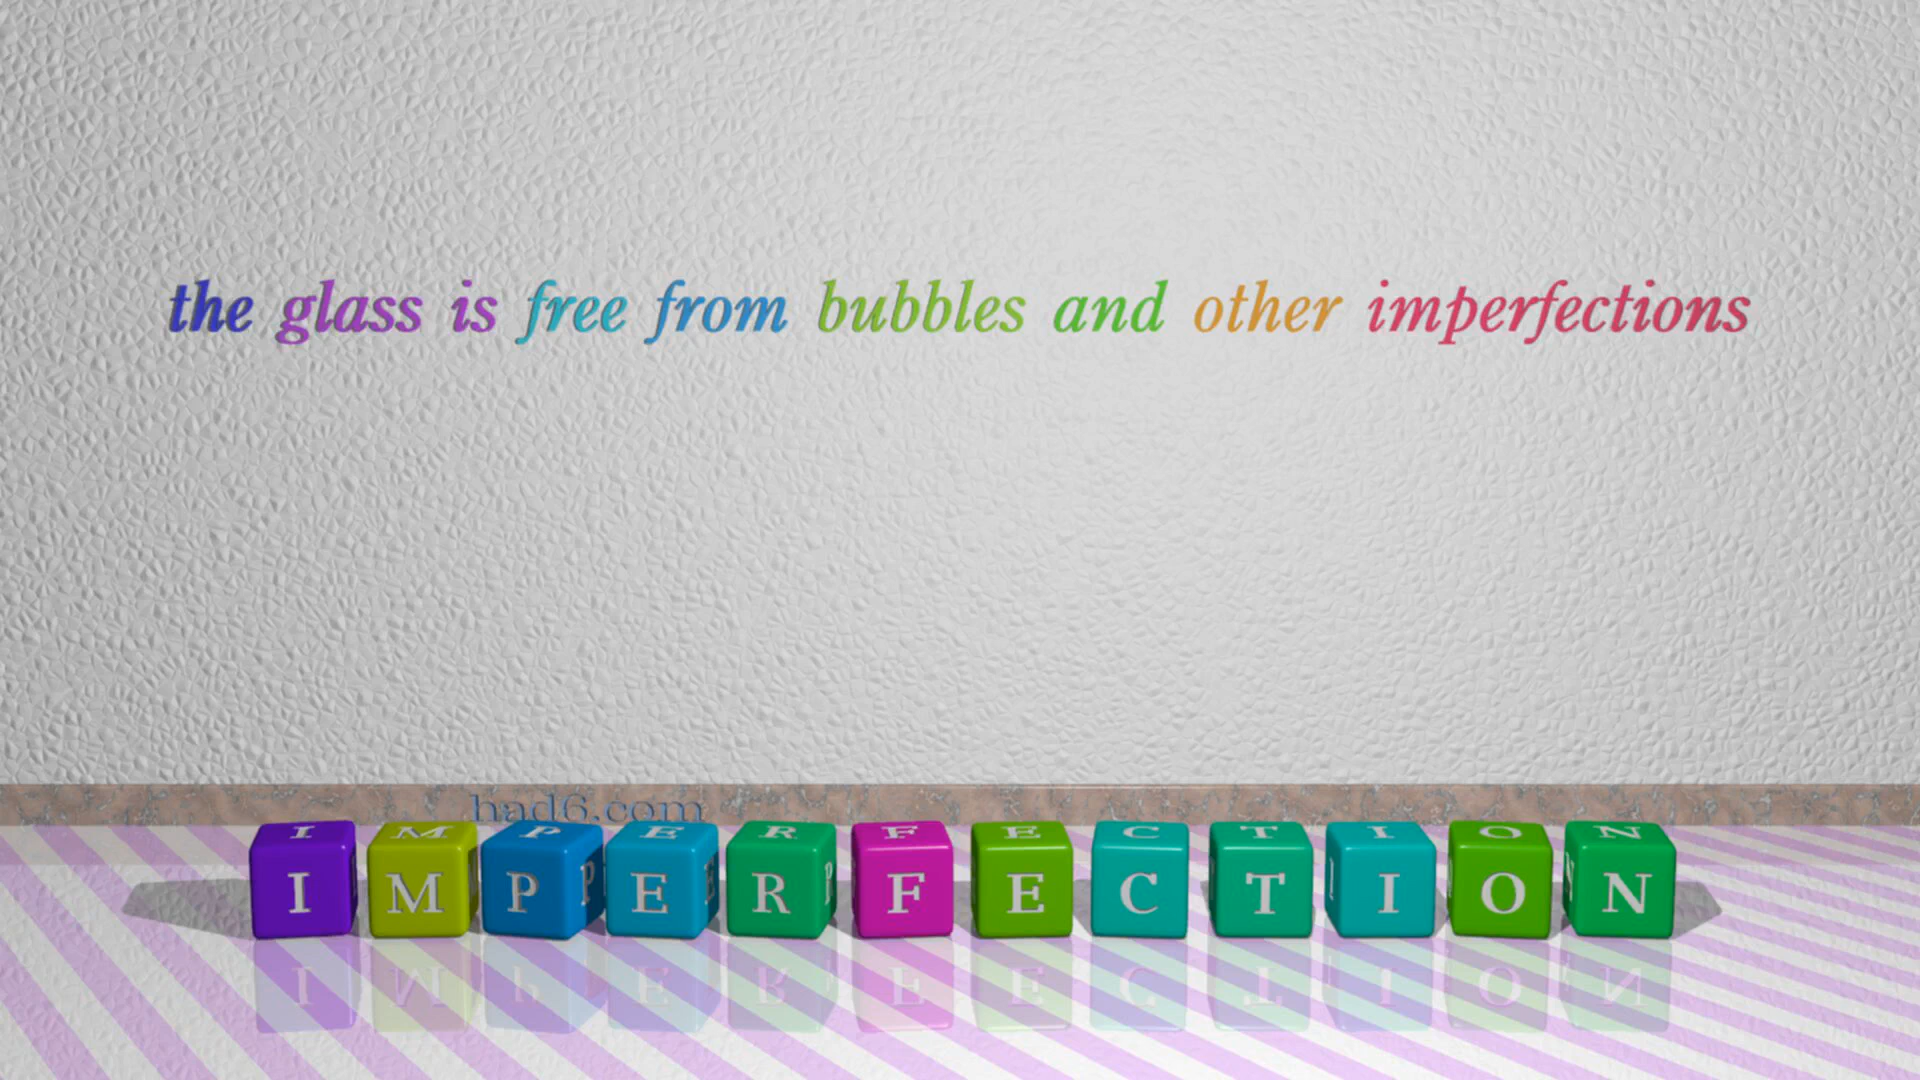 the glass is free from bubbles and other imperfections
had6.com
IMPERFECTION